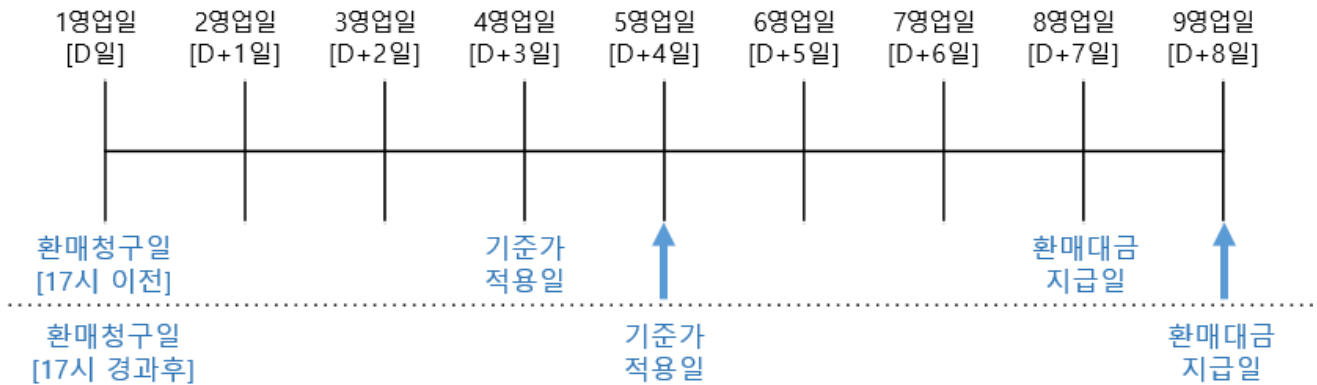 1영업일 2영업일 3영업일 4영업일 5영업일 6영업일 7영업일 8영업일 9영업일
[D일] [D+1일] [D+2일] [D+3일] [D+4일] [D+5일] [D+6일] [D+7일] [D+8일]
환매청구일 기준가 환매대금
[17시 이전] 적용일 지급일
환매청구일 기준가 환매대금
[17시 경과후] 적용일 지급일